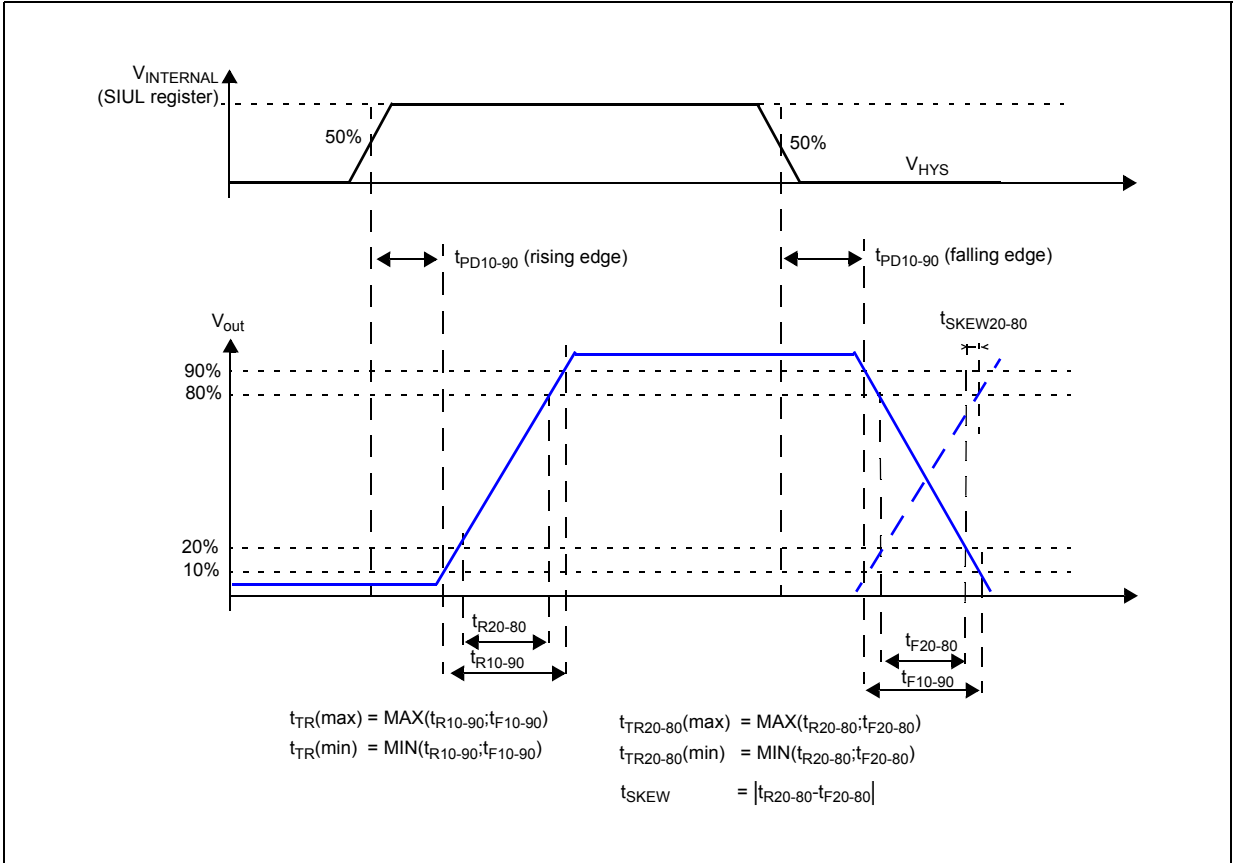 VINTERNAL
(SIUL register)
50%
50%
VHYS
tPD10-90 (rising edge)
tPD10-90 (falling edge)
Vout
tSKEW20-80
90%
80%
20%
10%
tR20-80
tR10-90
tF20-80
tF10-90
tTR(max) = MAX(tR10-90;tF10-90)
tTR(min) = MIN(tR10-90;tF10-90)
tTR20-80(max) = MAX(tR20-80;tF20-80)
tTR20-80(min) = MIN(tR20-80;tF20-80)
tSKEW = |tR20-80-tF20-80|